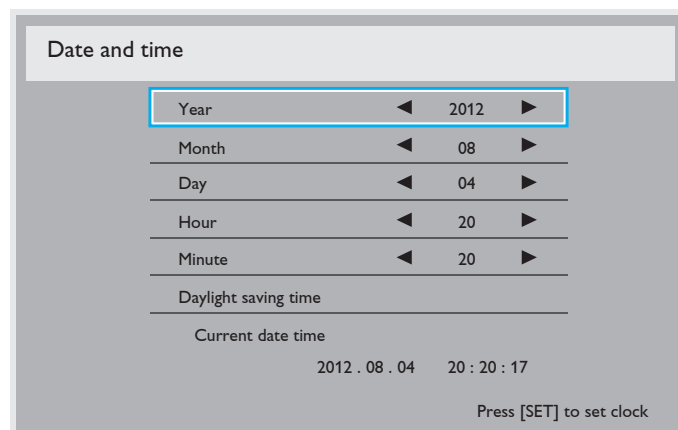 Date and time
Year ◀ 2012 ▶
Month ◀ 08 ▶
Day ◀ 04 ▶
Hour ◀ 20 ▶
Minute ◀ 20 ▶
Daylight saving time
Current date time
2012 . 08 . 04 20 : 20 : 17
Press [SET] to set clock